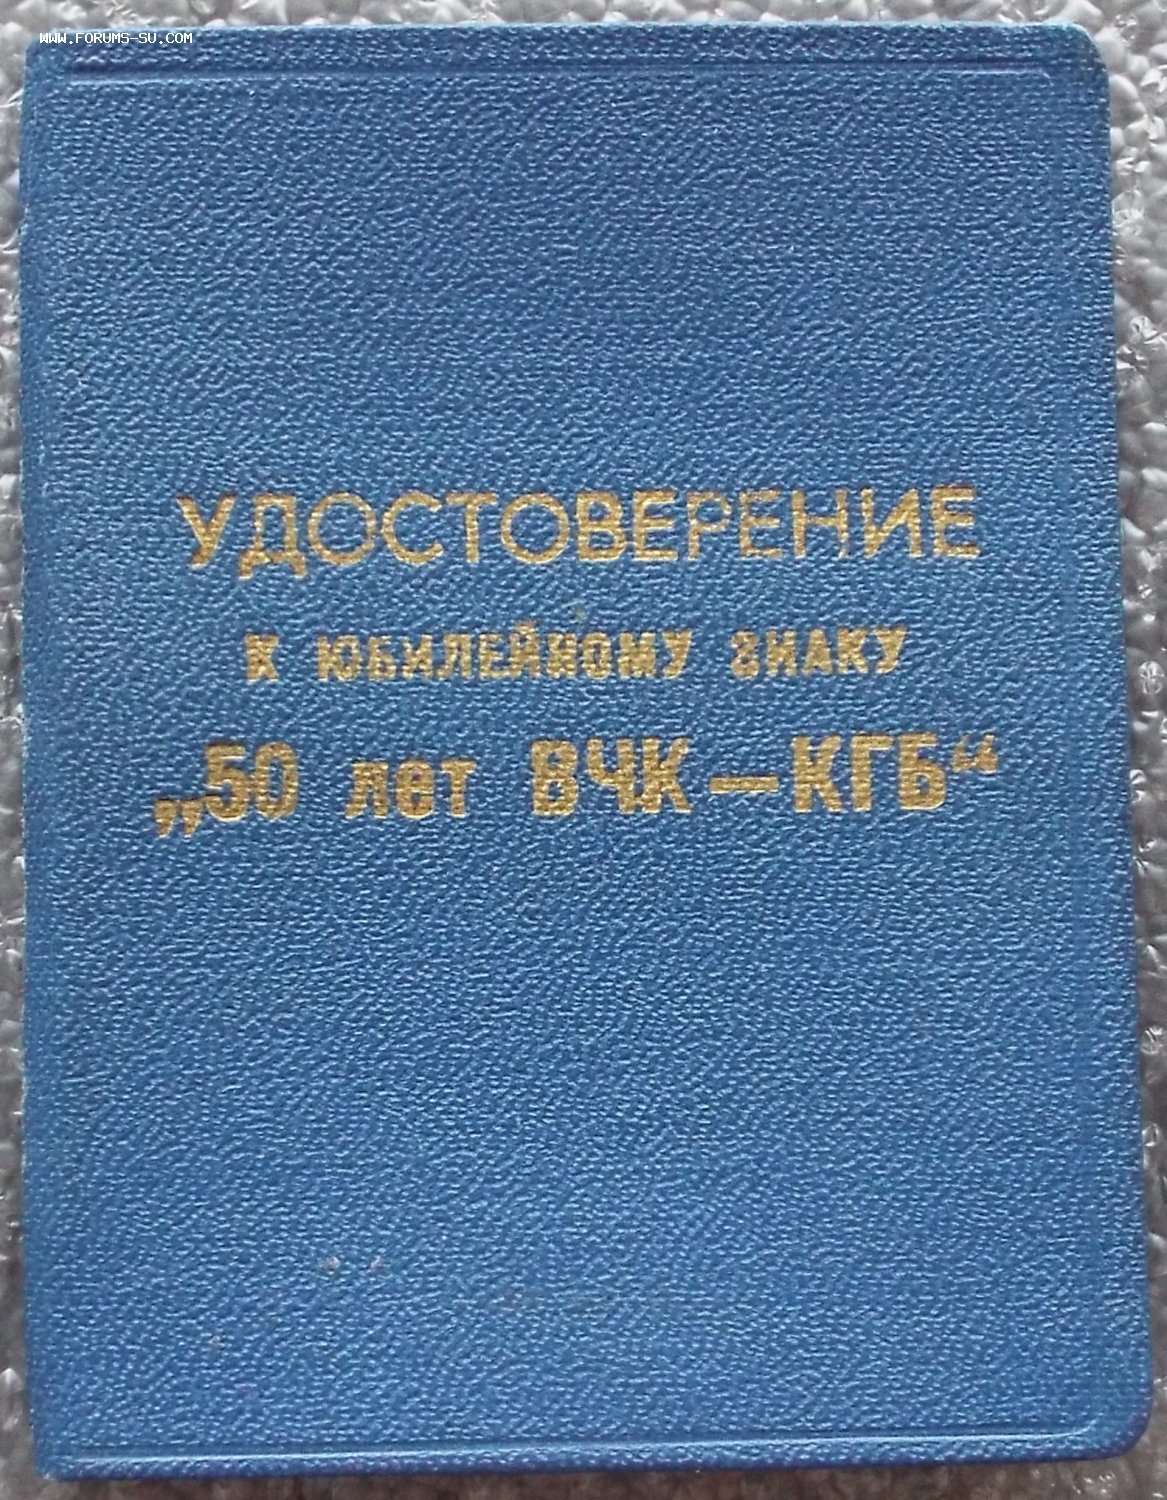 WWW.FORUMS-SU.COM
УДОСТОВЕРЕНИЕ
К ЮБИЛЕЙНОМУ ЗНАКУ
„50 лет ВЧК—КГБ“